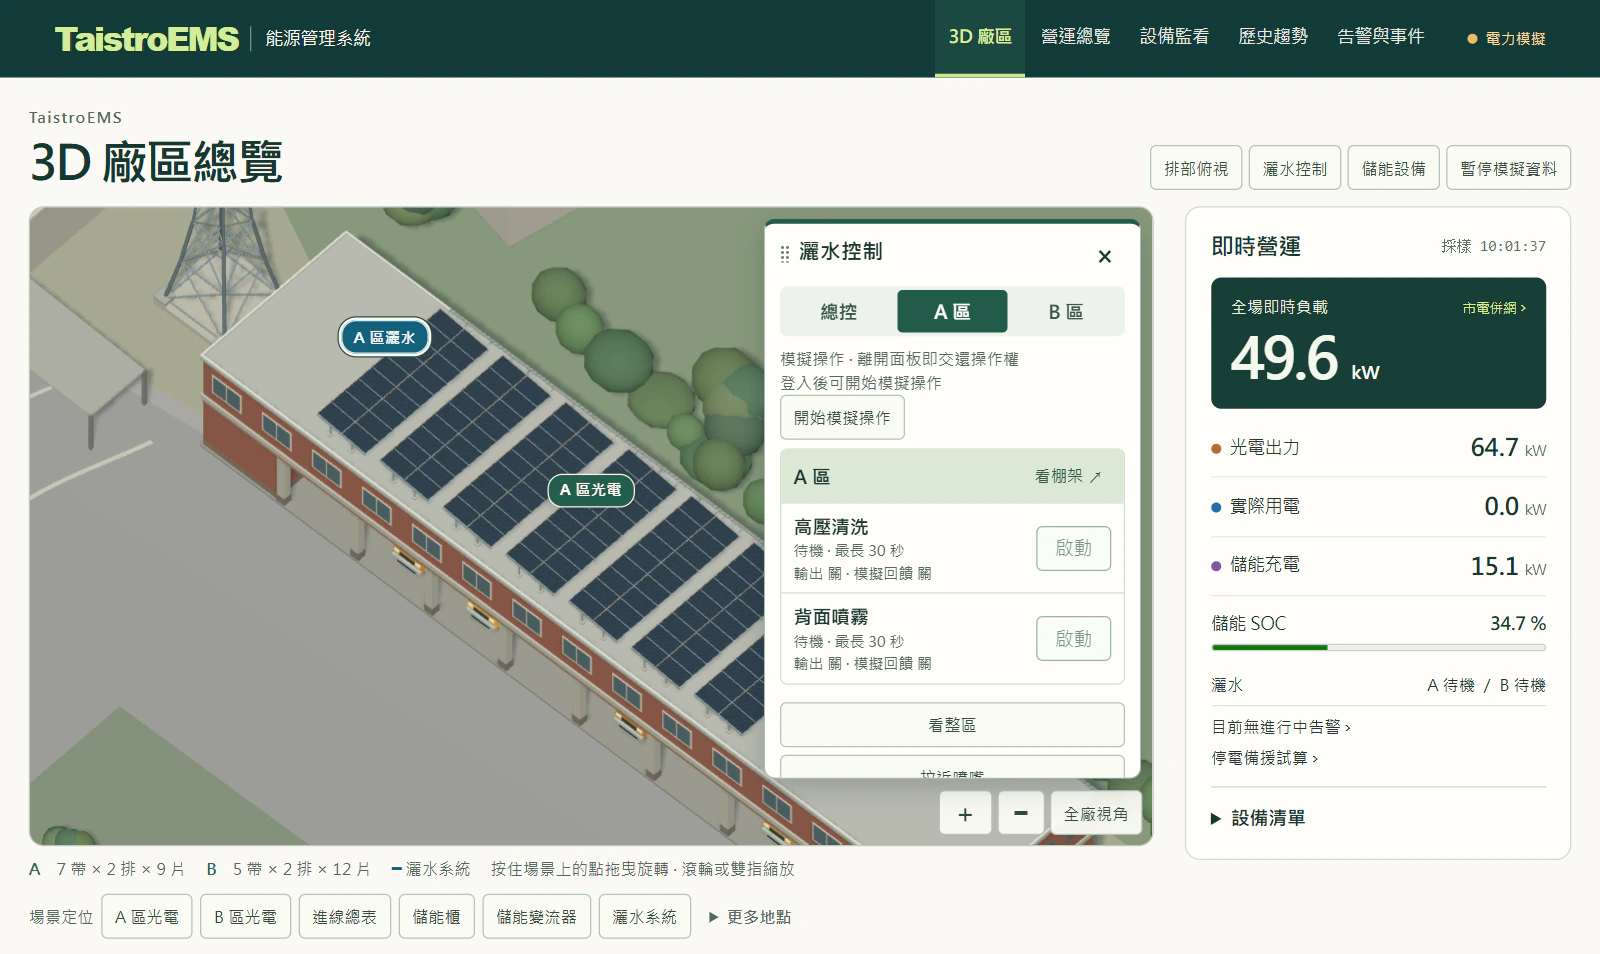 TaistroEMS 能源管理系統
3D 廠區 營運總覽 設備監看 歷史趨勢 告警與事件 電力模擬
TaistroEMS
3D 廠區總覽
排部俯視 灑水控制 儲能設備 暫停模擬資料
A 區灑水
A 區光電
灑水控制 ×
總控 A 區 B 區
模擬操作 · 離開面板即交還操作權
登入後可開始模擬操作
開始模擬操作
A 區 看棚架 ↗
高壓清洗
待機 · 最長 30 秒
輸出 關 · 模擬回饋 關
啟動
背面噴霧
待機 · 最長 30 秒
輸出 關 · 模擬回饋 關
啟動
看整區
拉近噴嘴
+ − 全廠視角
即時營運 採樣 10:01:37
全場即時負載 市電併網 ›
49.6 kW
光電出力 64.7 kW
實際用電 0.0 kW
儲能充電 15.1 kW
儲能 SOC 34.7 %
灑水 A 待機 / B 待機
目前無進行中告警 ›
停電備援試算 ›
▶ 設備清單
A 7 帶 × 2 排 × 9 片 B 5 帶 × 2 排 × 12 片 灑水系統 按住場景上的點拖曳旋轉 · 滾輪或雙指縮放
場景定位 A 區光電 B 區光電 進線總表 儲能櫃 儲能變流器 灑水系統 ▶ 更多地點